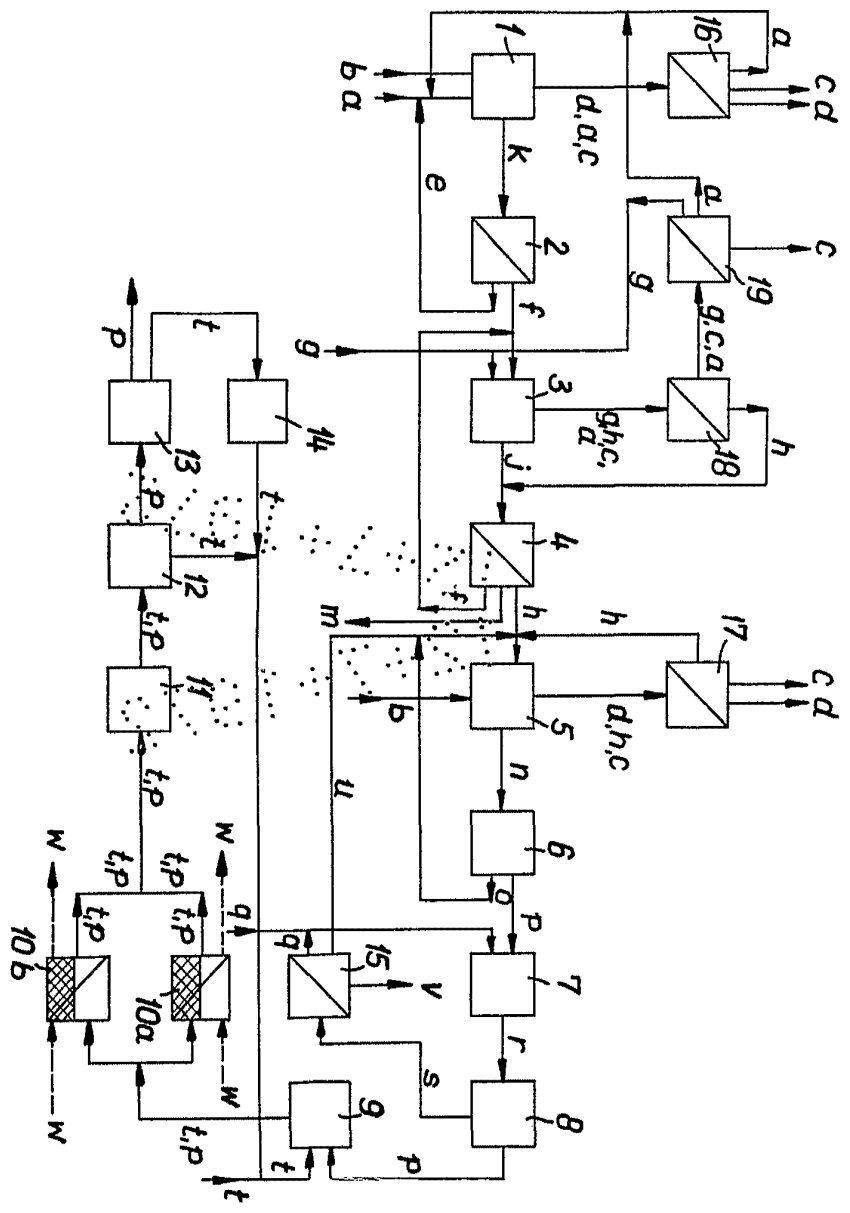 c
d
c
c
d
a
h
16
19
18
17
a
g,c,a
g
d,a,c
g,h,c,
a
h
d,h,c
1
2
3
4
5
6
7
8
k
f
j
h
n
p
r
o
f
e
s
v
p
b
b
a
15
9
u
m
g
14
q
t
t
q
t
w
w
t
t
12
11
13
t,p
t,p
10a
t,p
p
t,p
t,p
p
t,p
t,p
w
10b
w